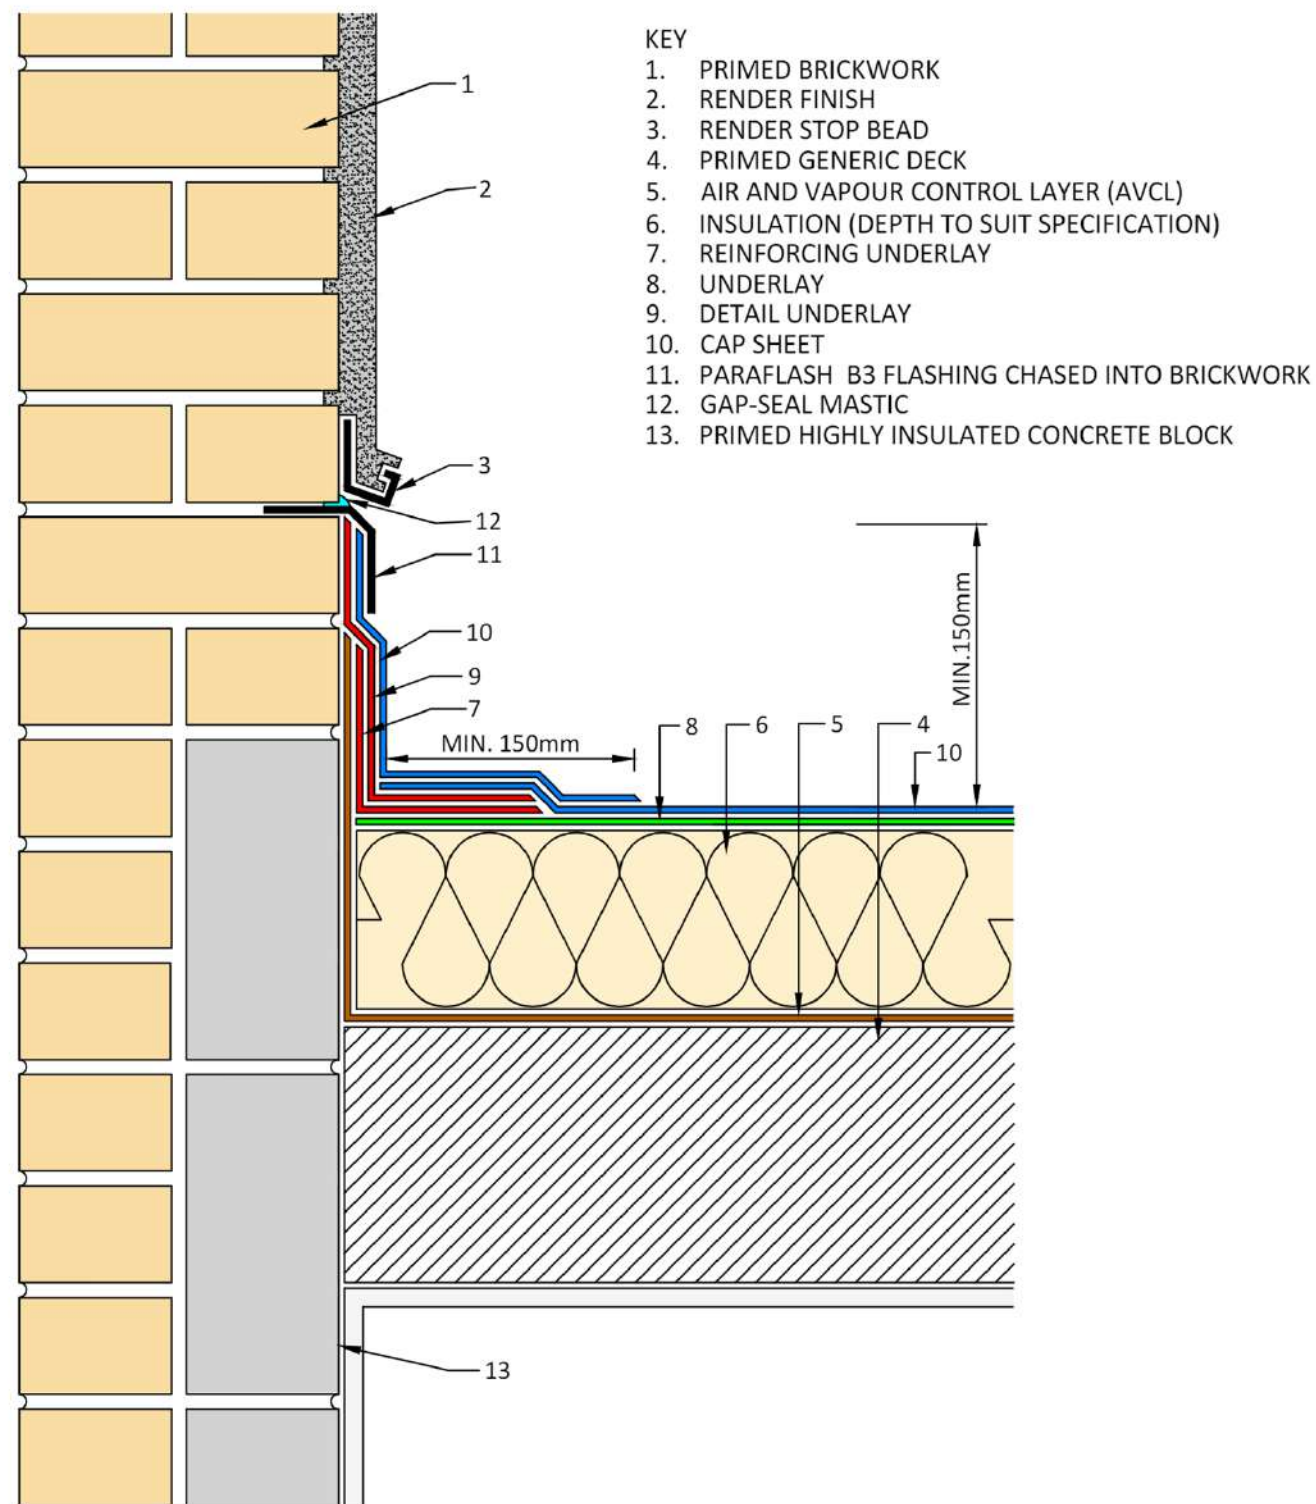 KEY
1. PRIMED BRICKWORK
2. RENDER FINISH
3. RENDER STOP BEAD
4. PRIMED GENERIC DECK
5. AIR AND VAPOUR CONTROL LAYER (AVCL)
6. INSULATION (DEPTH TO SUIT SPECIFICATION)
7. REINFORCING UNDERLAY
8. UNDERLAY
9. DETAIL UNDERLAY
10. CAP SHEET
11. PARAFLASH B3 FLASHING CHASED INTO BRICKWORK
12. GAP-SEAL MASTIC
13. PRIMED HIGHLY INSULATED CONCRETE BLOCK
1
2
3
12
11
10
9
7
MIN. 150mm
8
6
5
4
10
MIN.150mm
13